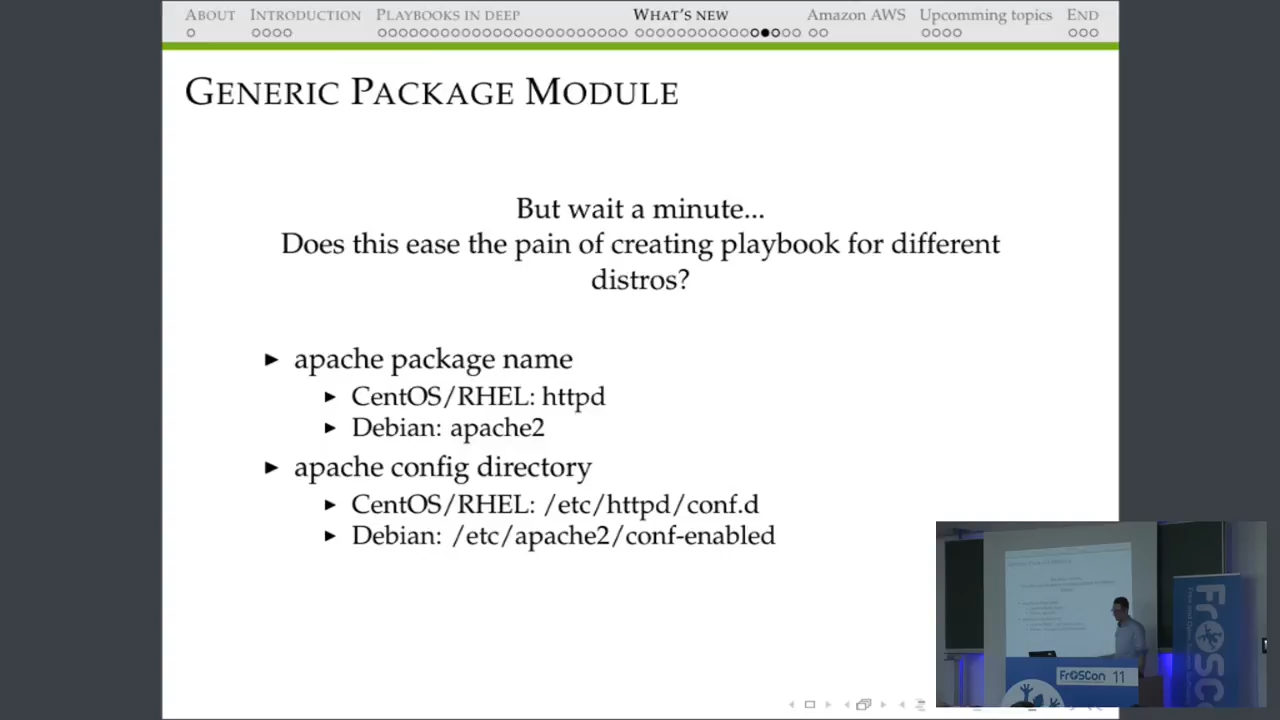 ABOUT INTRODUCTION PLAYBOOKS IN DEEP WHAT'S NEW Amazon AWS Upcomming topics END
GENERIC PACKAGE MODULE
But wait a minute...
Does this ease the pain of creating playbook for different
distros?
apache package name
CentOS/RHEL: httpd
Debian: apache2
apache config directory
CentOS/RHEL: /etc/httpd/conf.d
Debian: /etc/apache2/conf-enabled
FrOSCon 11
FrOSCo